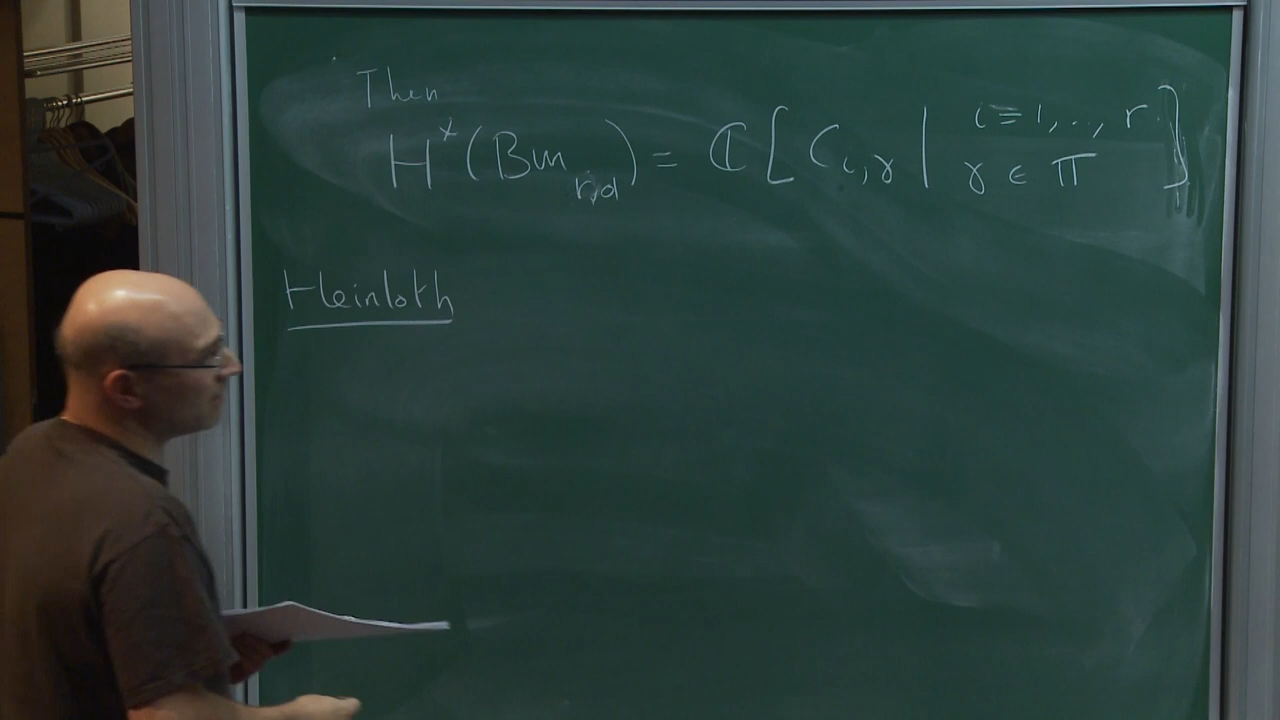 Then
H*(Bun_{r,d}) = ℂ[C_{i,γ} | i=1,.., r γ ∈ Π]
Heinloth